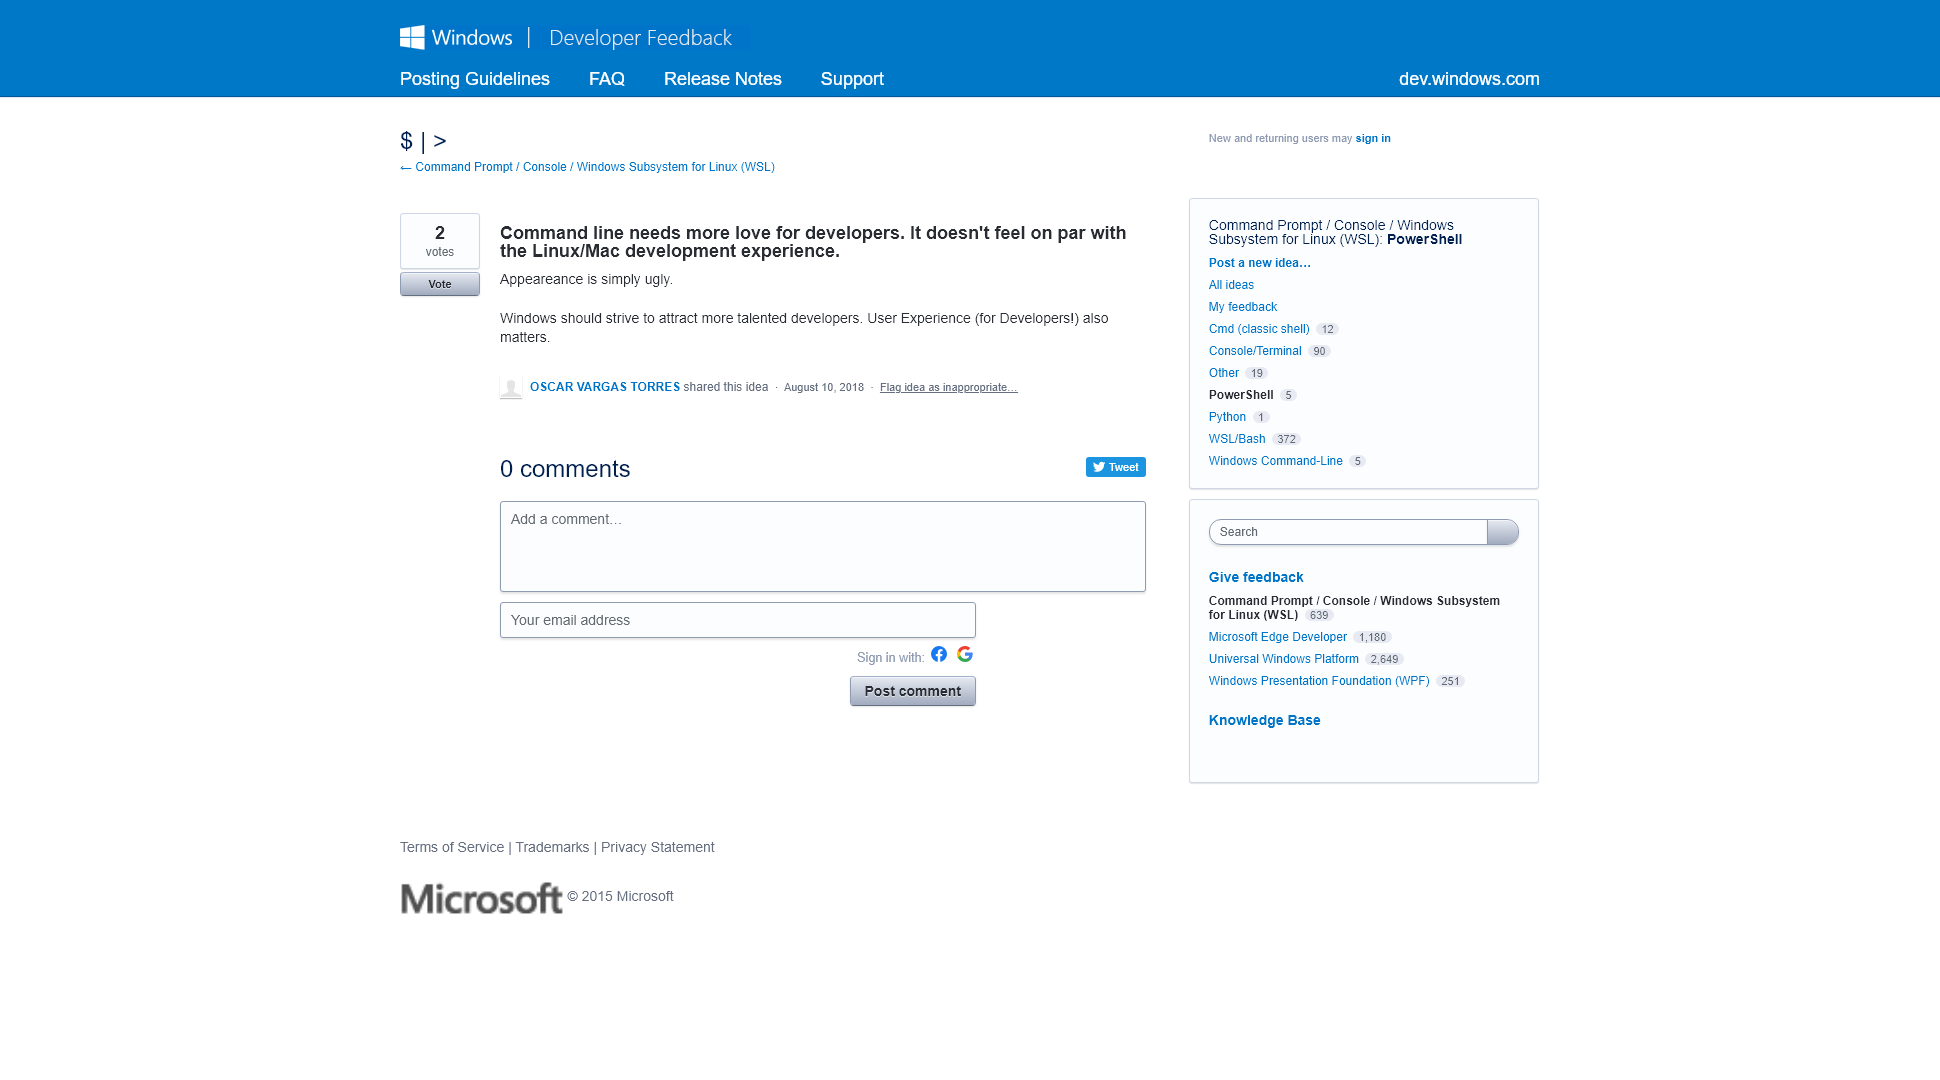 Windows | Developer Feedback
Posting Guidelines FAQ Release Notes Support dev.windows.com
$ | >
New and returning users may sign in
← Command Prompt / Console / Windows Subsystem for Linux (WSL)
2
votes
Vote
Command line needs more love for developers. It doesn't feel on par with
the Linux/Mac development experience.
Appeareance is simply ugly.
Windows should strive to attract more talented developers. User Experience (for Developers!) also
matters.
OSCAR VARGAS TORRES shared this idea · August 10, 2018 · Flag idea as inappropriate…
0 comments
Tweet
Add a comment…
Your email address
Sign in with:
Post comment
Command Prompt / Console / Windows
Subsystem for Linux (WSL): PowerShell
Post a new idea…
All ideas
My feedback
Cmd (classic shell) 12
Console/Terminal 90
Other 19
PowerShell 5
Python 1
WSL/Bash 372
Windows Command-Line 5
Search
Give feedback
Command Prompt / Console / Windows Subsystem
for Linux (WSL) 639
Microsoft Edge Developer 1,180
Universal Windows Platform 2,649
Windows Presentation Foundation (WPF) 251
Knowledge Base
Terms of Service | Trademarks | Privacy Statement
Microsoft © 2015 Microsoft